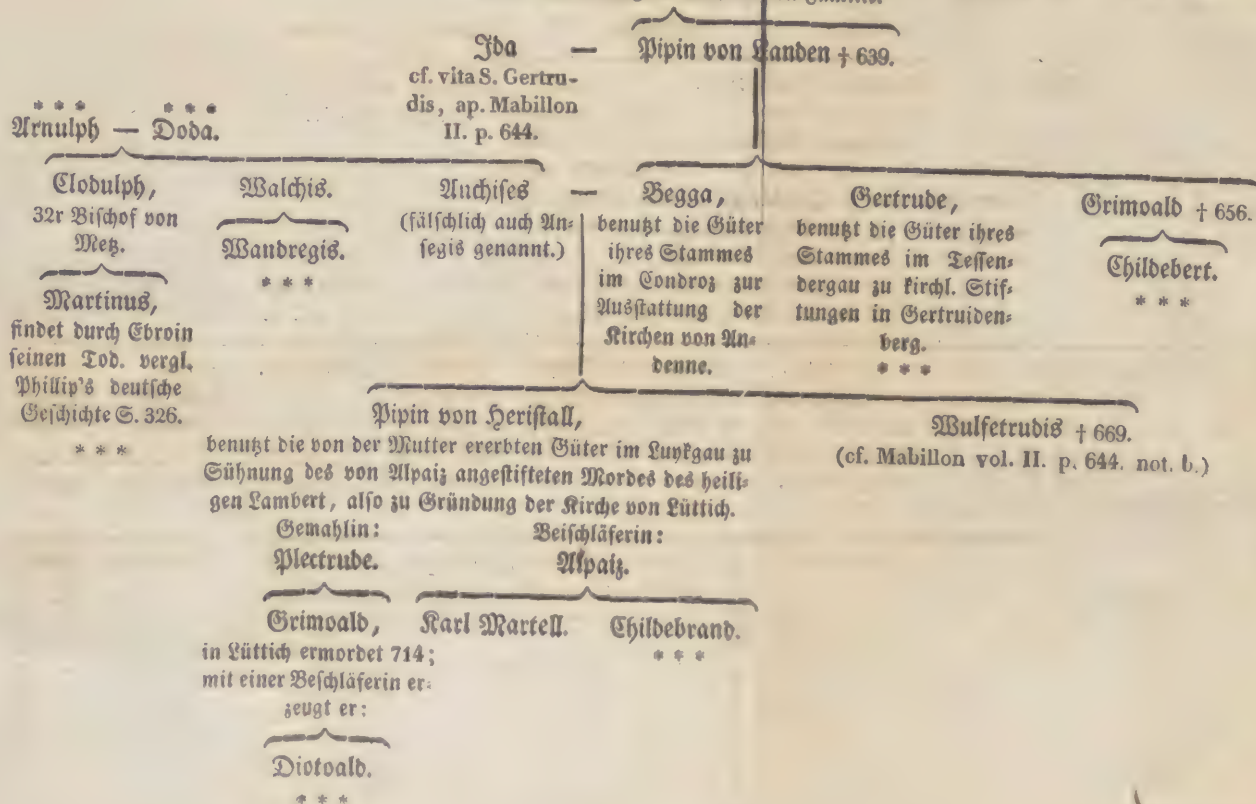 Ida — Pipin von Landen † 639.
cf. vita S. Gertru-
dis, ap. Mabillon
II. p. 644.
* * * * * *
Arnulph — Doda.
Clodulph,
32r Bischof von
Metz.
Martinus,
findet durch Ebroin
seinen Tod. vergl.
Phillip's deutsche
Geschichte S. 326.
* * *
Walchis.
Wandregis.
* * *
Anchises —
(fälschlich auch An-
segis genannt.)
Begga,
benutzt die Güter
ihres Stammes
im Condroz zur
Ausstattung der
Kirchen von An-
denne.
Gertrude,
benutzt die Güter ihres
Stammes im Tessen-
dergau zu kirchl. Stif-
tungen in Gertruiden-
berg.
* * *
Grimoald † 656.
Childebert.
* * *
Pipin von Heristall,
benutzt die von der Mutter ererbten Güter im Luykgau zu
Sühnung des von Alpaiz angestifteten Mordes des heili-
gen Lambert, also zu Gründung der Kirche von Lüttich.
Wulfetrudis † 669.
(cf. Mabillon vol. II. p. 644. not. b.)
Gemahlin:
Plectrude.
Beischläferin:
Alpaiz.
Grimoald,
in Lüttich ermordet 714;
mit einer Beschläferin er-
zeugt er:
Diotoald.
* * *
Karl Martell.
Childebrand.
* * *